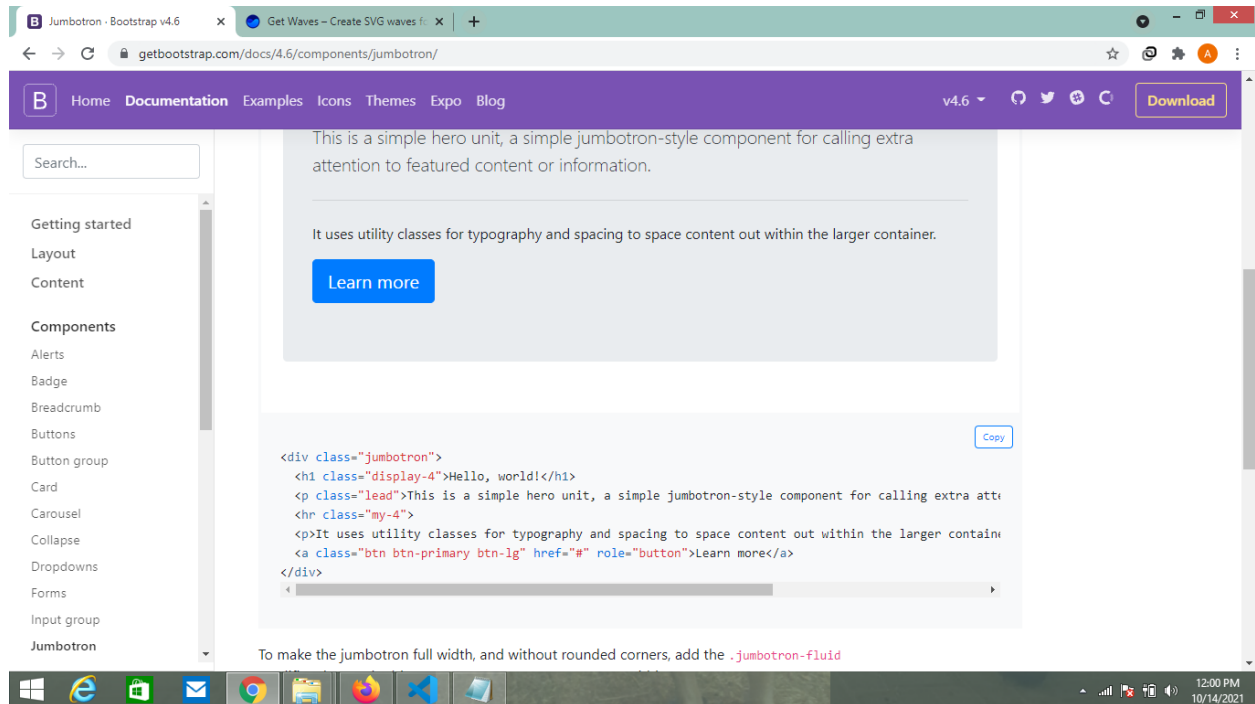 B Jumbotron · Bootstrap v4.6
Get Waves – Create SVG waves fo
getbootstrap.com/docs/4.6/components/jumbotron/
A
B Home Documentation Examples Icons Themes Expo Blog v4.6 Download
Search...
Getting started
Layout
Content
Components
Alerts
Badge
Breadcrumb
Buttons
Button group
Card
Carousel
Collapse
Dropdowns
Forms
Input group
Jumbotron
This is a simple hero unit, a simple jumbotron-style component for calling extra
attention to featured content or information.
It uses utility classes for typography and spacing to space content out within the larger container.
Learn more
Copy
<div class="jumbotron">
  <h1 class="display-4">Hello, world!</h1>
  <p class="lead">This is a simple hero unit, a simple jumbotron-style component for calling extra atte
  <hr class="my-4">
  <p>It uses utility classes for typography and spacing to space content out within the larger containe
  <a class="btn btn-primary btn-lg" href="#" role="button">Learn more</a>
</div>
To make the jumbotron full width, and without rounded corners, add the .jumbotron-fluid
12:00 PM
10/14/2021